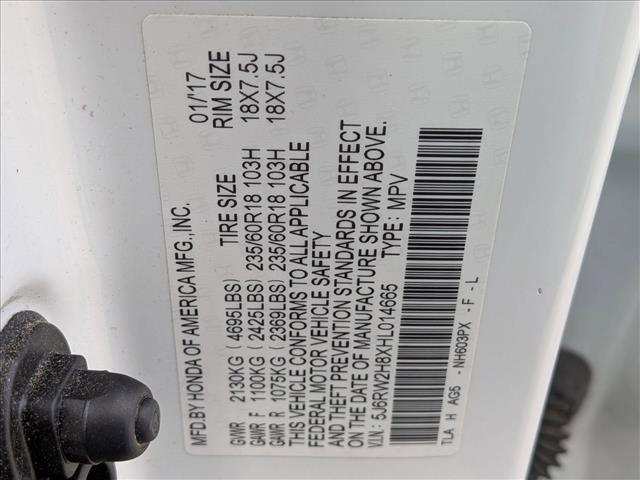 MFD. BY HONDA OF AMERICA MFG., INC. 01/'17
TIRE SIZE RIM SIZE
GVWR 2130KG (4695LBS)
GAWR F 1100KG (2425LBS) 235/60R18 103H 18X7.5J
GAWR R 1075KG (2369LBS) 235/60R18 103H 18X7.5J
THIS VEHICLE CONFORMS TO ALL APPLICABLE
FEDERAL MOTOR VEHICLE SAFETY
AND THEFT PREVENTION STANDARDS IN EFFECT
ON THE DATE OF MANUFACTURE SHOWN ABOVE.
V.I.N.: 5J6RW2H8XHL014665 TYPE: MPV
TLA H AG5 -NH603PX -F-L